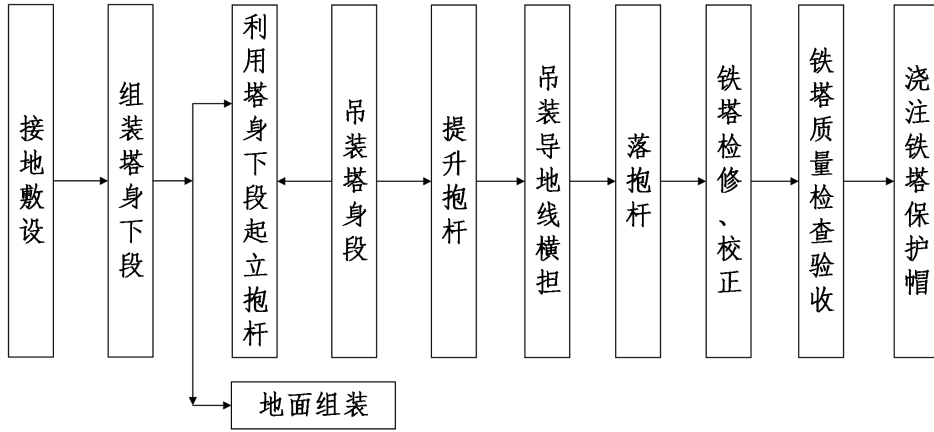 接地敷设
组装塔身下段
利用塔身下段起立抱杆
吊装塔身段
提升抱杆
吊装导地线横担
落抱杆
铁塔检修、校正
铁塔质量检查验收
浇注铁塔保护帽
地面组装